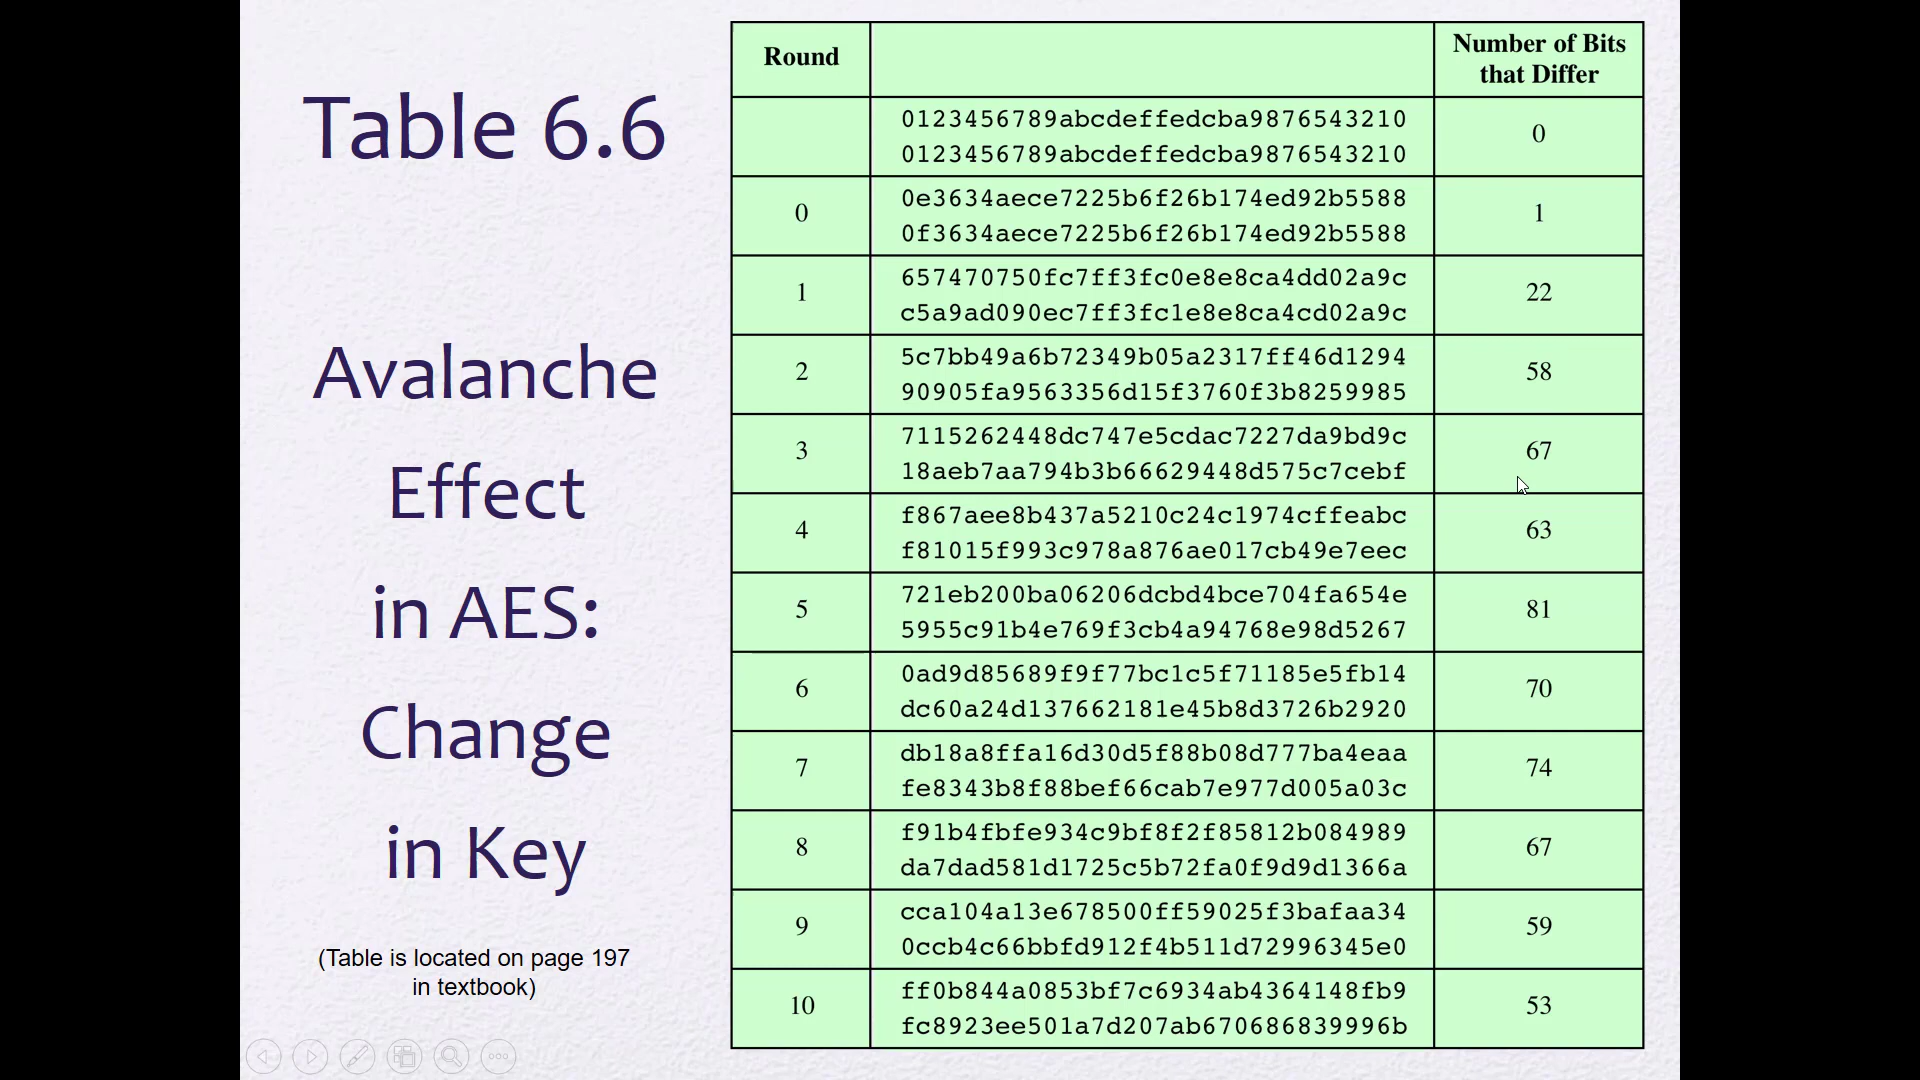 Table 6.6
Avalanche
Effect
in AES:
Change
in Key
(Table is located on page 197
in textbook)
Round
Number of Bits
that Differ
0123456789abcdeffedcba9876543210
0123456789abcdeffedcba9876543210
0
0
0e3634aece7225b6f26b174ed92b5588
0f3634aece7225b6f26b174ed92b5588
1
1
657470750fc7ff3fc0e8e8ca4dd02a9c
c5a9ad090ec7ff3fc1e8e8ca4cd02a9c
22
2
5c7bb49a6b72349b05a2317ff46d1294
90905fa9563356d15f3760f3b8259985
58
3
7115262448dc747e5cdac7227da9bd9c
18aeb7aa794b3b66629448d575c7cebf
67
4
f867aee8b437a5210c24c1974cffeabc
f81015f993c978a876ae017cb49e7eec
63
5
721eb200ba06206dcbd4bce704fa654e
5955c91b4e769f3cb4a94768e98d5267
81
6
0ad9d85689f9f77bc1c5f71185e5fb14
dc60a24d137662181e45b8d3726b2920
70
7
db18a8ffa16d30d5f88b08d777ba4eaa
fe8343b8f88bef66cab7e977d005a03c
74
8
f91b4fbfe934c9bf8f2f85812b084989
da7dad581d1725c5b72fa0f9d9d1366a
67
9
cca104a13e678500ff59025f3bafaa34
0ccb4c66bbfd912f4b511d72996345e0
59
10
ff0b844a0853bf7c6934ab4364148fb9
fc8923ee501a7d207ab670686839996b
53